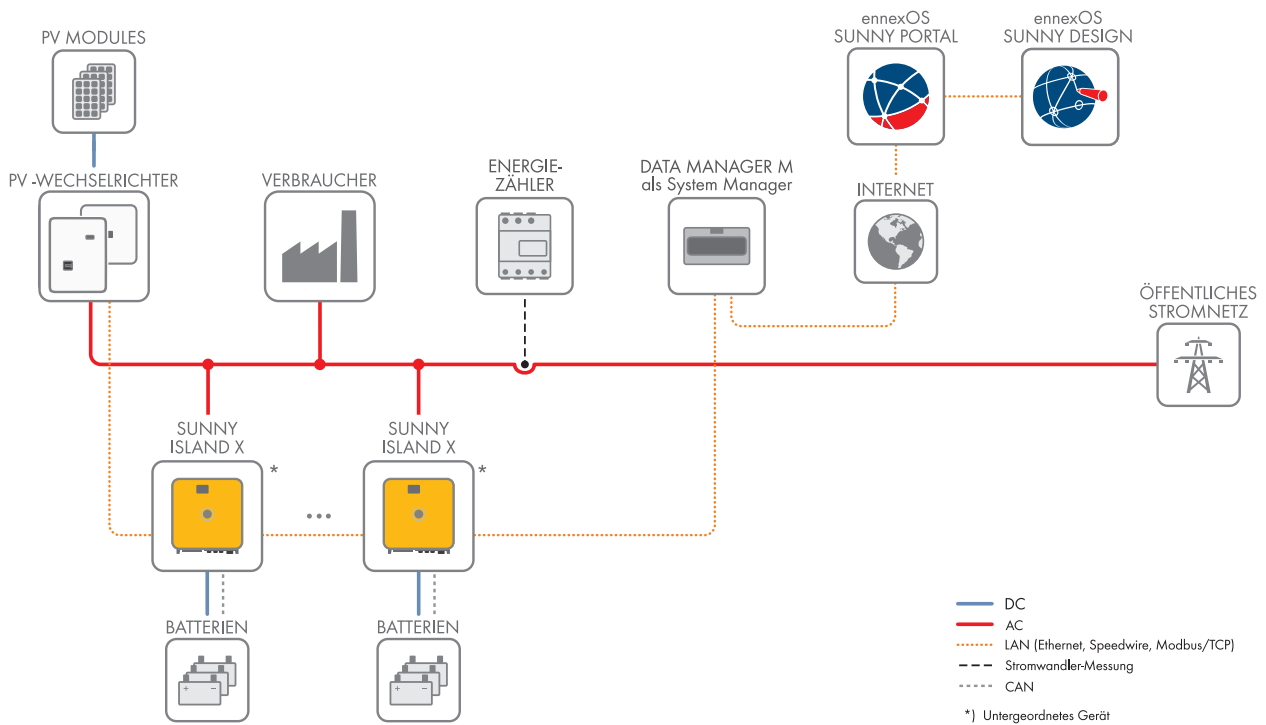 PV MODULES
ennexOS
SUNNY PORTAL
ennexOS
SUNNY DESIGN
PV -WECHSELRICHTER
VERBRAUCHER
ENERGIE-
ZÄHLER
DATA MANAGER M
als System Manager
INTERNET
ÖFFENTLICHES
STROMNETZ
SUNNY
ISLAND X
*
...
SUNNY
ISLAND X
*
BATTERIEN
BATTERIEN
DC
AC
LAN (Ethernet, Speedwire, Modbus/TCP)
Stromwandler-Messung
CAN
*) Untergeordnetes Gerät